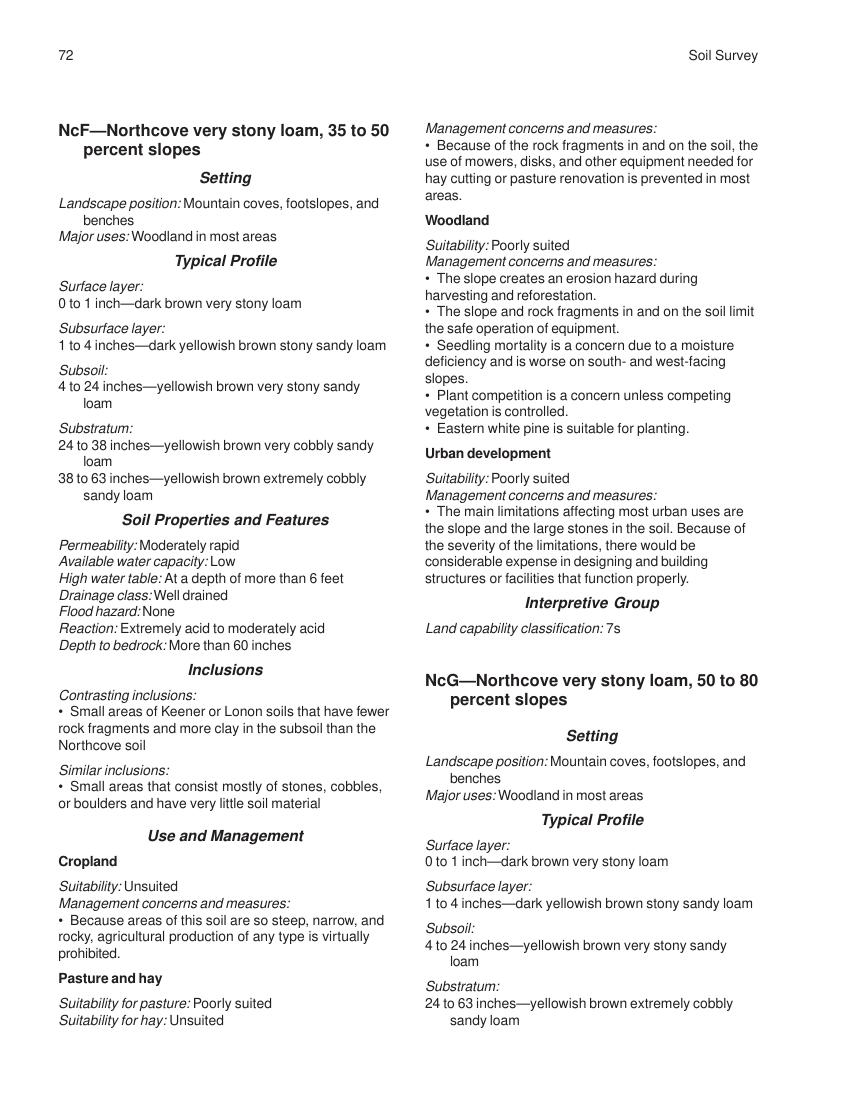 72
Soil Survey
NcF—Northcove very stony loam, 35 to 50
percent slopes
Setting
Landscape position: Mountain coves, footslopes, and
benches
Major uses: Woodland in most areas
Typical Profile
Surface layer:
0 to 1 inch—dark brown very stony loam
Subsurface layer:
1 to 4 inches—dark yellowish brown stony sandy loam
Subsoil:
4 to 24 inches—yellowish brown very stony sandy
loam
Substratum:
24 to 38 inches—yellowish brown very cobbly sandy
loam
38 to 63 inches—yellowish brown extremely cobbly
sandy loam
Soil Properties and Features
Permeability: Moderately rapid
Available water capacity: Low
High water table: At a depth of more than 6 feet
Drainage class: Well drained
Flood hazard: None
Reaction: Extremely acid to moderately acid
Depth to bedrock: More than 60 inches
Inclusions
Contrasting inclusions:
• Small areas of Keener or Lonon soils that have fewer
rock fragments and more clay in the subsoil than the
Northcove soil
Similar inclusions:
• Small areas that consist mostly of stones, cobbles,
or boulders and have very little soil material
Use and Management
Cropland
Suitability: Unsuited
Management concerns and measures:
• Because areas of this soil are so steep, narrow, and
rocky, agricultural production of any type is virtually
prohibited.
Pasture and hay
Suitability for pasture: Poorly suited
Suitability for hay: Unsuited
Management concerns and measures:
• Because of the rock fragments in and on the soil, the
use of mowers, disks, and other equipment needed for
hay cutting or pasture renovation is prevented in most
areas.
Woodland
Suitability: Poorly suited
Management concerns and measures:
• The slope creates an erosion hazard during
harvesting and reforestation.
• The slope and rock fragments in and on the soil limit
the safe operation of equipment.
• Seedling mortality is a concern due to a moisture
deficiency and is worse on south- and west-facing
slopes.
• Plant competition is a concern unless competing
vegetation is controlled.
• Eastern white pine is suitable for planting.
Urban development
Suitability: Poorly suited
Management concerns and measures:
• The main limitations affecting most urban uses are
the slope and the large stones in the soil. Because of
the severity of the limitations, there would be
considerable expense in designing and building
structures or facilities that function properly.
Interpretive Group
Land capability classification: 7s
NcG—Northcove very stony loam, 50 to 80
percent slopes
Setting
Landscape position: Mountain coves, footslopes, and
benches
Major uses: Woodland in most areas
Typical Profile
Surface layer:
0 to 1 inch—dark brown very stony loam
Subsurface layer:
1 to 4 inches—dark yellowish brown stony sandy loam
Subsoil:
4 to 24 inches—yellowish brown very stony sandy
loam
Substratum:
24 to 63 inches—yellowish brown extremely cobbly
sandy loam